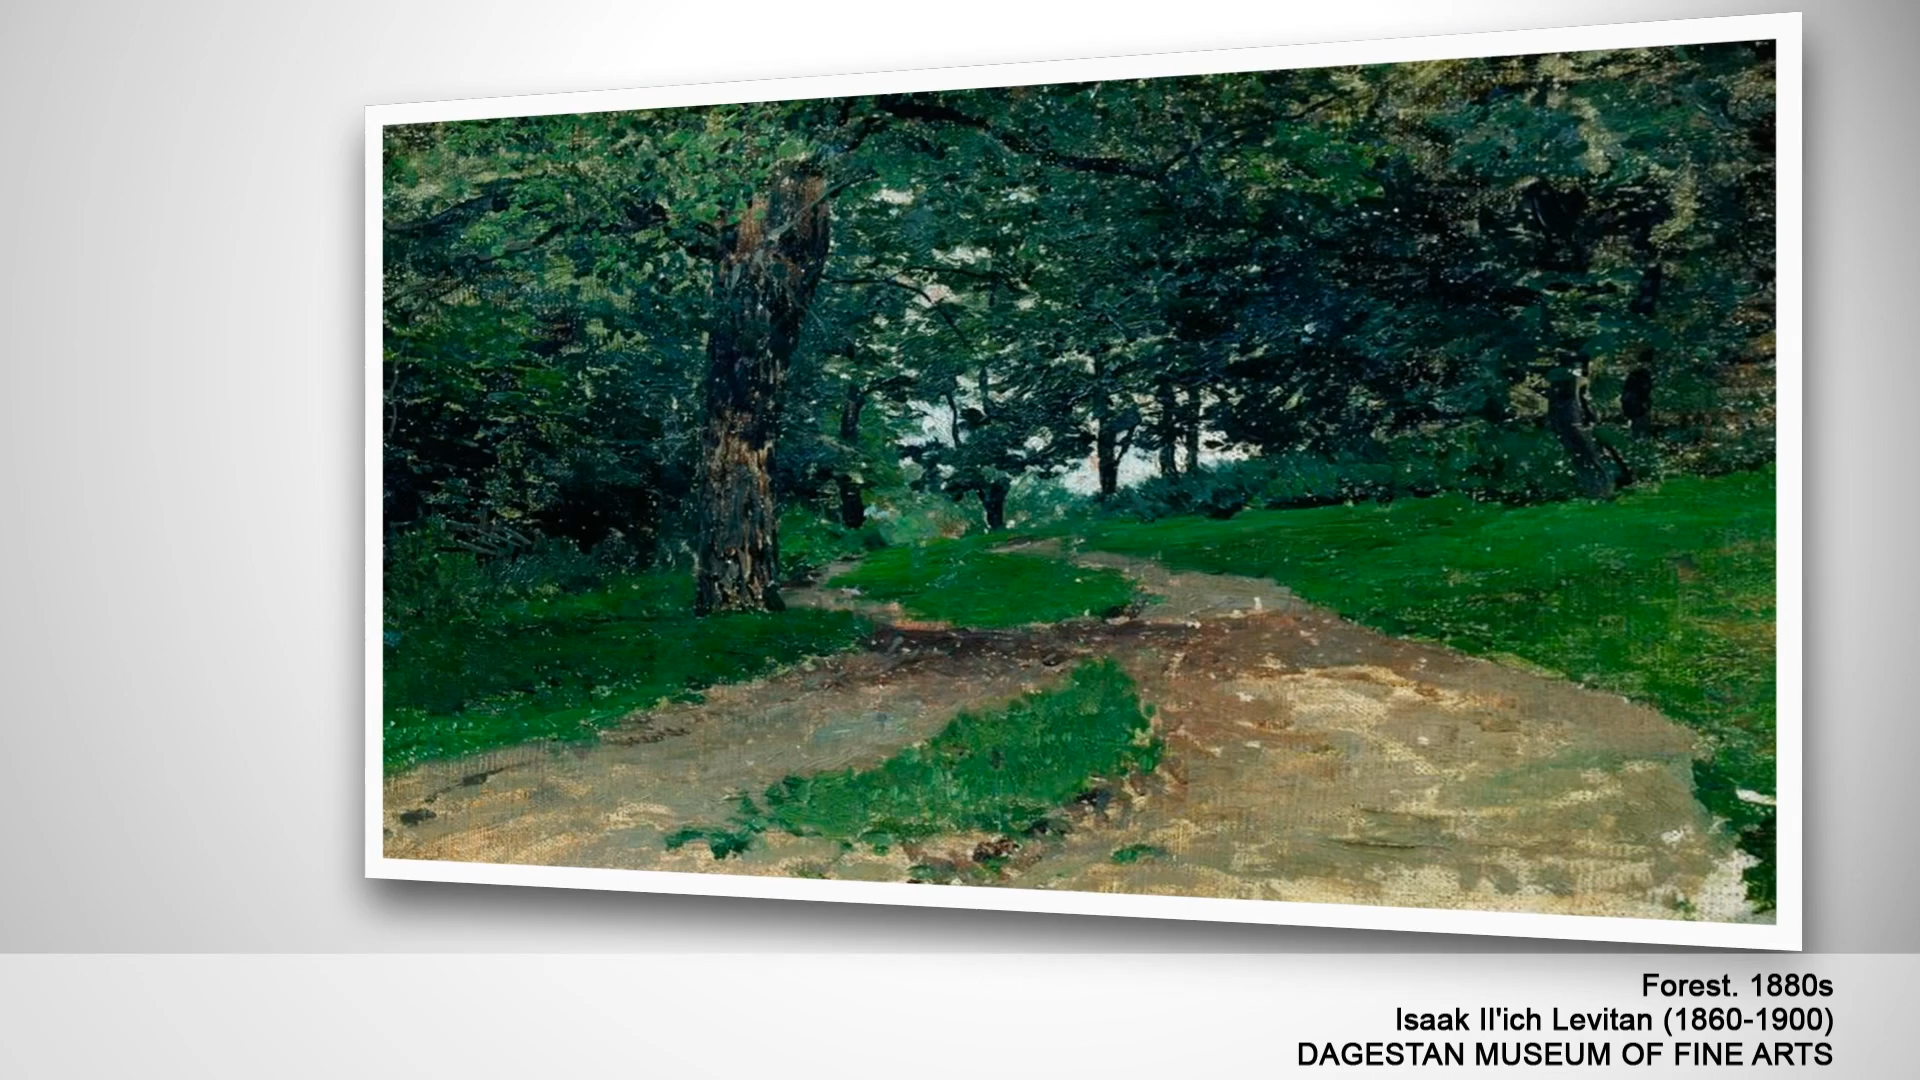 Forest. 1880s
Isaak Il'ich Levitan (1860-1900)
DAGESTAN MUSEUM OF FINE ARTS